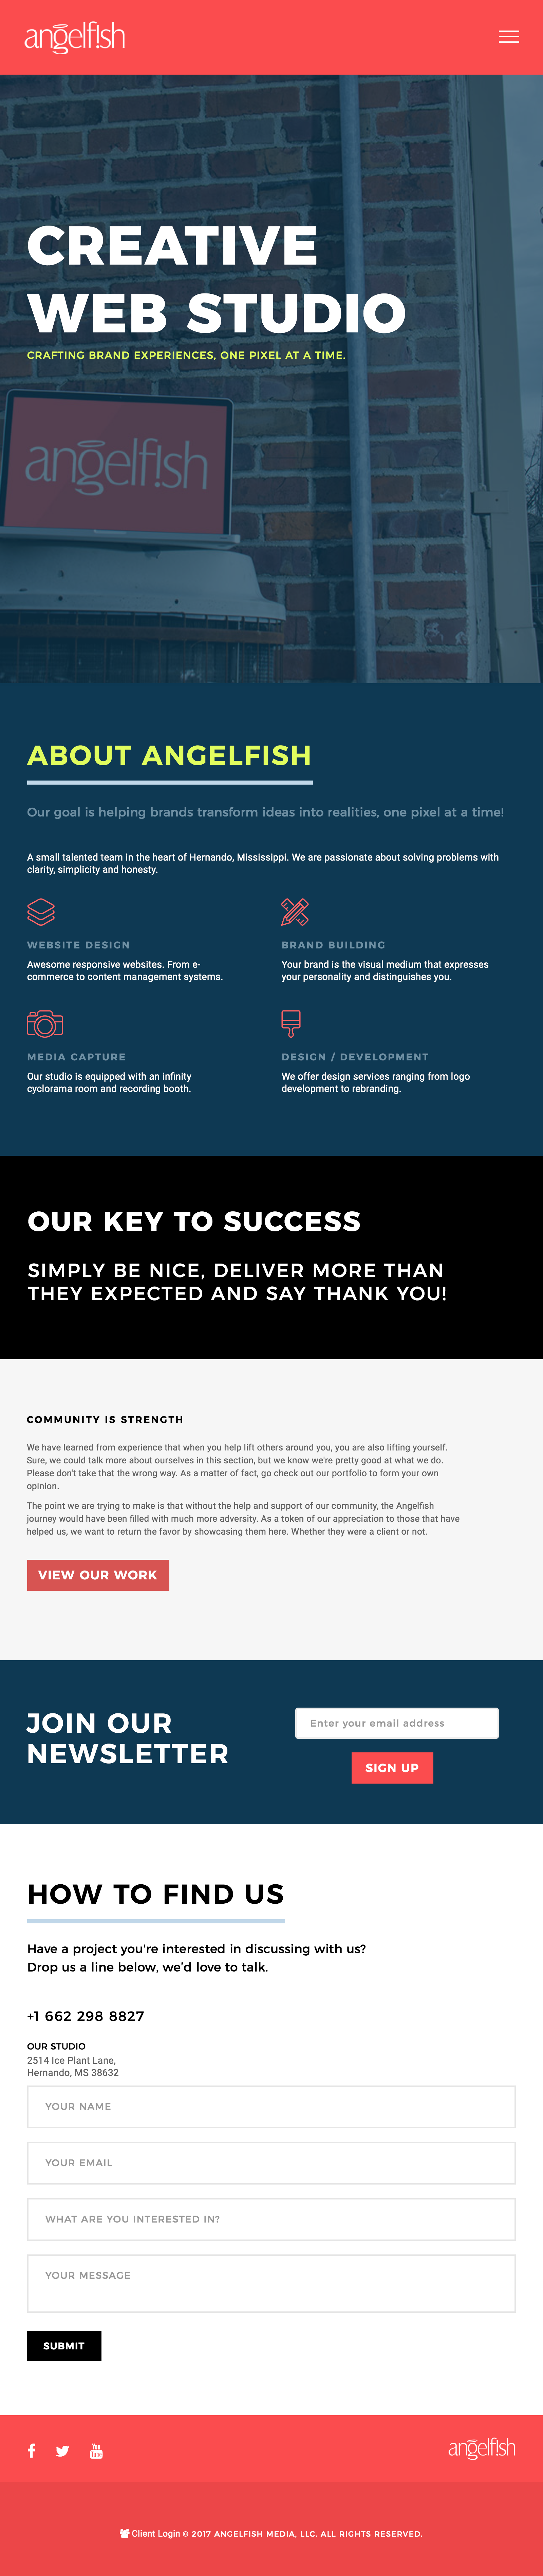 angelfish
CREATIVE
WEB STUDIO
CRAFTING BRAND EXPERIENCES, ONE PIXEL AT A TIME.
angelfish
ABOUT ANGELFISH
Our goal is helping brands transform ideas into realities, one pixel at a time!
A small talented team in the heart of Hernando, Mississippi. We are passionate about solving problems with
clarity, simplicity and honesty.
WEBSITE DESIGN
Awesome responsive websites. From e-
commerce to content management systems.
BRAND BUILDING
Your brand is the visual medium that expresses
your personality and distinguishes you.
MEDIA CAPTURE
Our studio is equipped with an infinity
cyclorama room and recording booth.
DESIGN / DEVELOPMENT
We offer design services ranging from logo
development to rebranding.
OUR KEY TO SUCCESS
SIMPLY BE NICE, DELIVER MORE THAN
THEY EXPECTED AND SAY THANK YOU!
COMMUNITY IS STRENGTH
We have learned from experience that when you help lift others around you, you are also lifting yourself.
Sure, we could talk more about ourselves in this section, but we know we're pretty good at what we do.
Please don't take that the wrong way. As a matter of fact, go check out our portfolio to form your own
opinion.
The point we are trying to make is that without the help and support of our community, the Angelfish
journey would have been filled with much more adversity. As a token of our appreciation to those that have
helped us, we want to return the favor by showcasing them here. Whether they were a client or not.
VIEW OUR WORK
JOIN OUR
NEWSLETTER
Enter your email address
SIGN UP
HOW TO FIND US
Have a project you're interested in discussing with us?
Drop us a line below, we’d love to talk.
+1 662 298 8827
OUR STUDIO
2514 Ice Plant Lane,
Hernando, MS 38632
YOUR NAME
YOUR EMAIL
WHAT ARE YOU INTERESTED IN?
YOUR MESSAGE
SUBMIT
You
Tube
angelfish
Client Login © 2017 ANGELFISH MEDIA, LLC. ALL RIGHTS RESERVED.